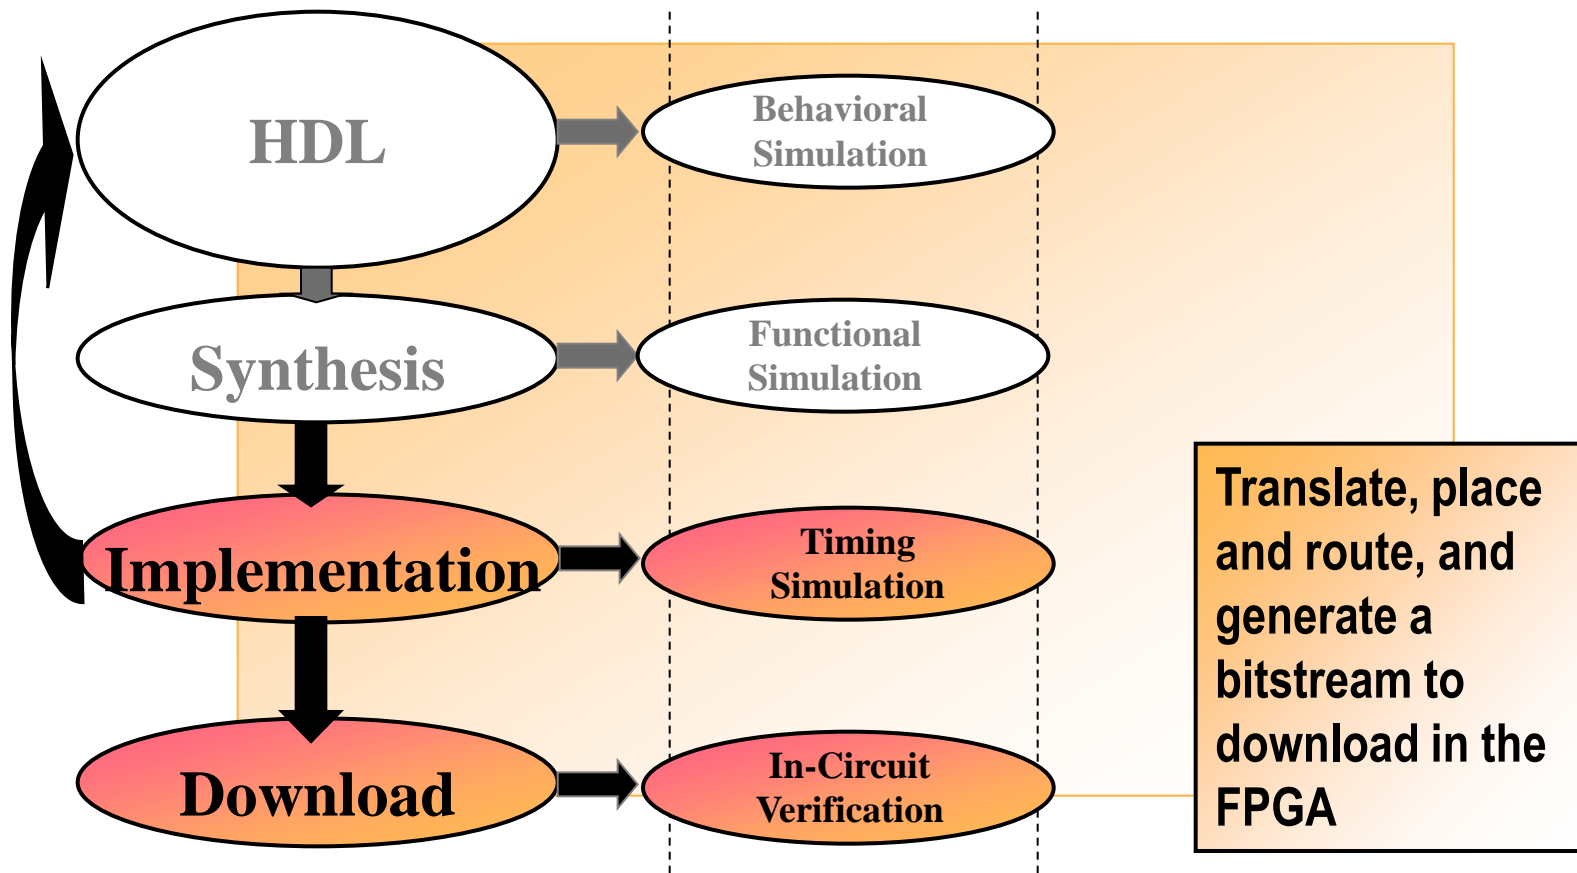 HDL
Behavioral
Simulation
Synthesis
Functional
Simulation
Implementation
Timing
Simulation
Download
In-Circuit
Verification
Translate, place
and route, and
generate a
bitstream to
download in the
FPGA